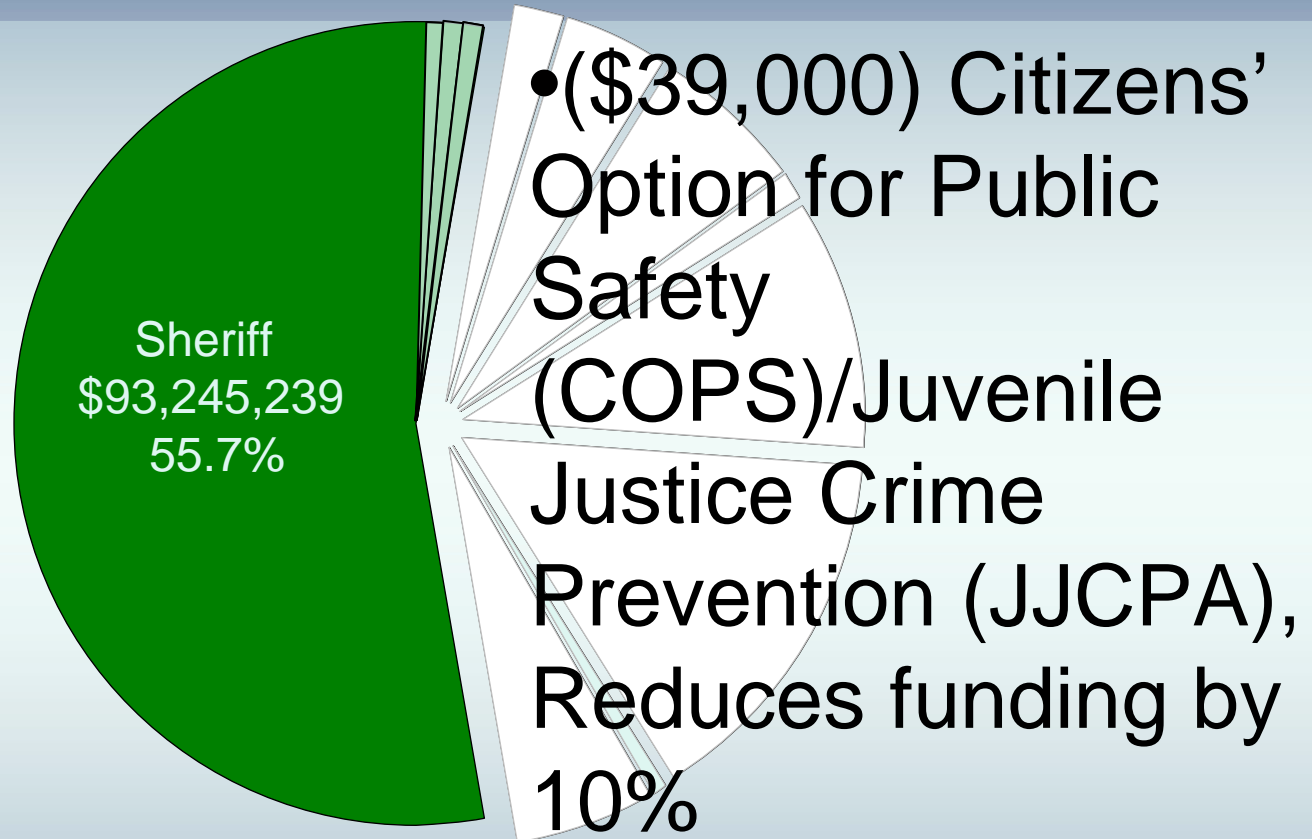 Sheriff
$93,245,239
55.7%
•($39,000) Citizens’
Option for Public
Safety
(COPS)/Juvenile
Justice Crime
Prevention (JJCPA),
Reduces funding by
10%